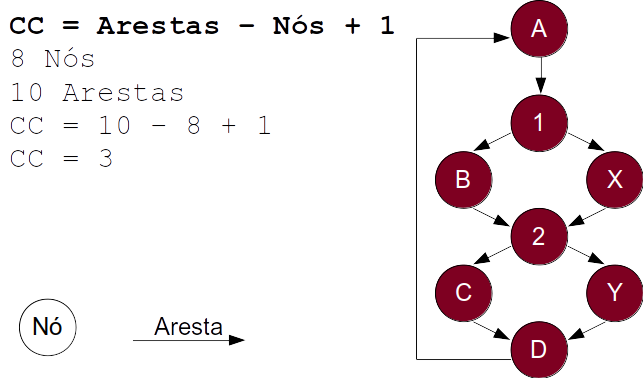 CC = Arestas – Nós + 1
8 Nós
10 Arestas
CC = 10 – 8 + 1
CC = 3
A
1
B
X
2
C
Y
D
Nó
Aresta